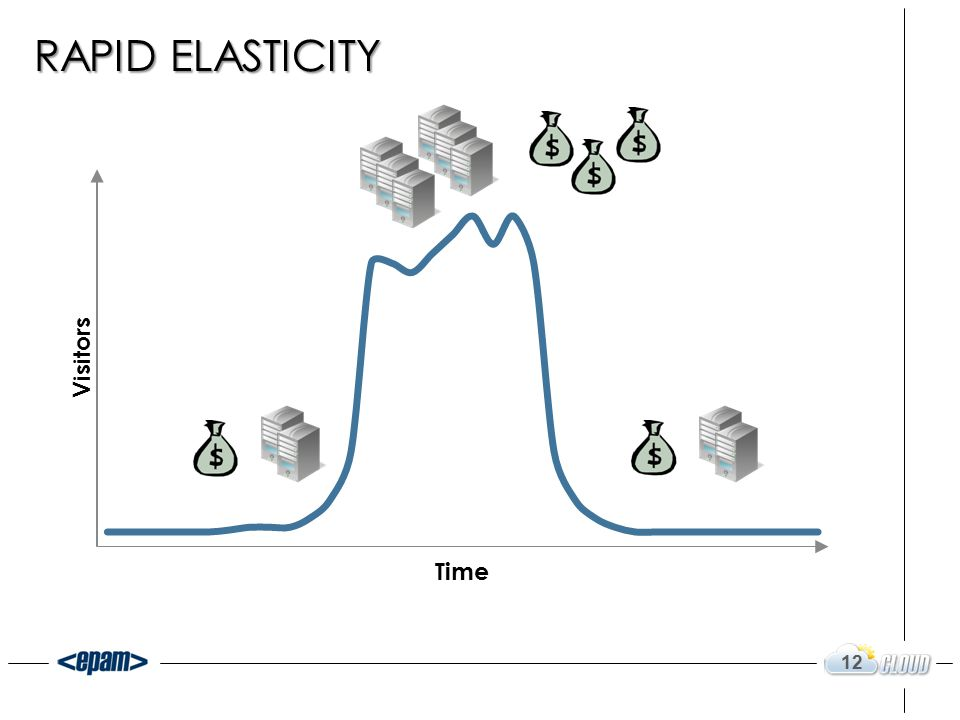 RAPID ELASTICITY
$ $ $
Visitors
$ $
Time
<epam>
12 CLOUD